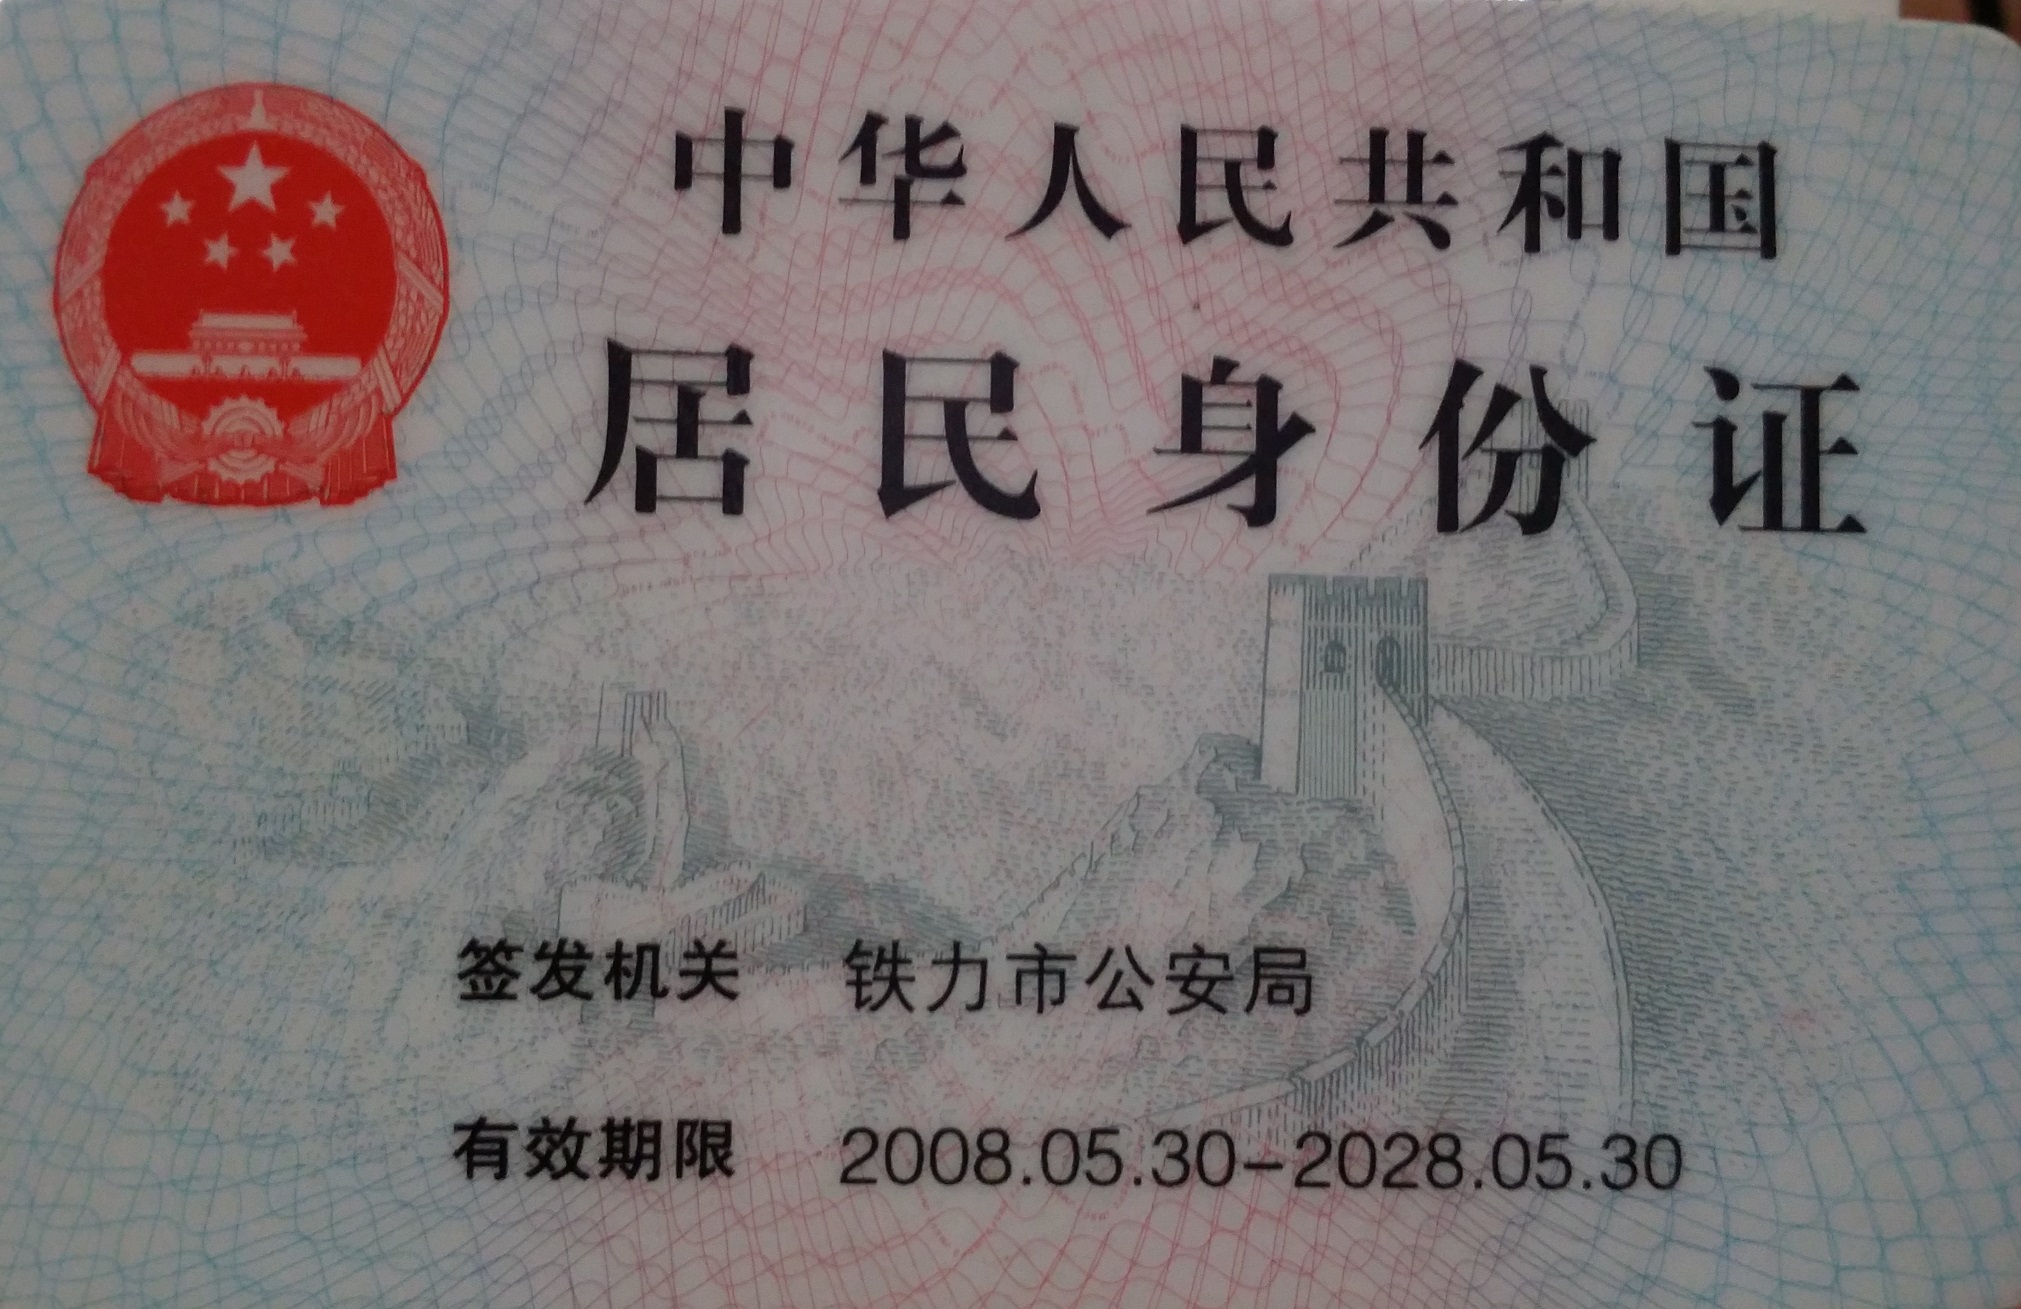 中华人民共和国
居民身份证
签发机关 铁力市公安局
有效期限 2008.05.30-2028.05.30